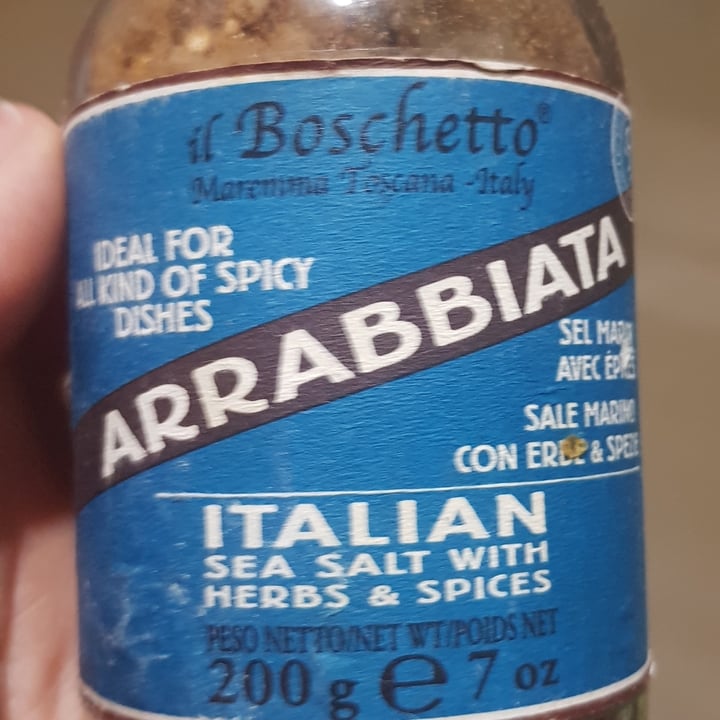 il Boschetto®
Maremma Toscana - Italy
IDEAL FOR
ALL KIND OF SPICY
DISHES
ARRABBIATA
SEL MARIN
AVEC ÉPICES
SALE MARINO
CON ERBE & SPEZIE
ITALIAN
SEA SALT WITH
HERBS & SPICES
PESO NETTO/NET WT/POIDS NET
200 g e 7 oz